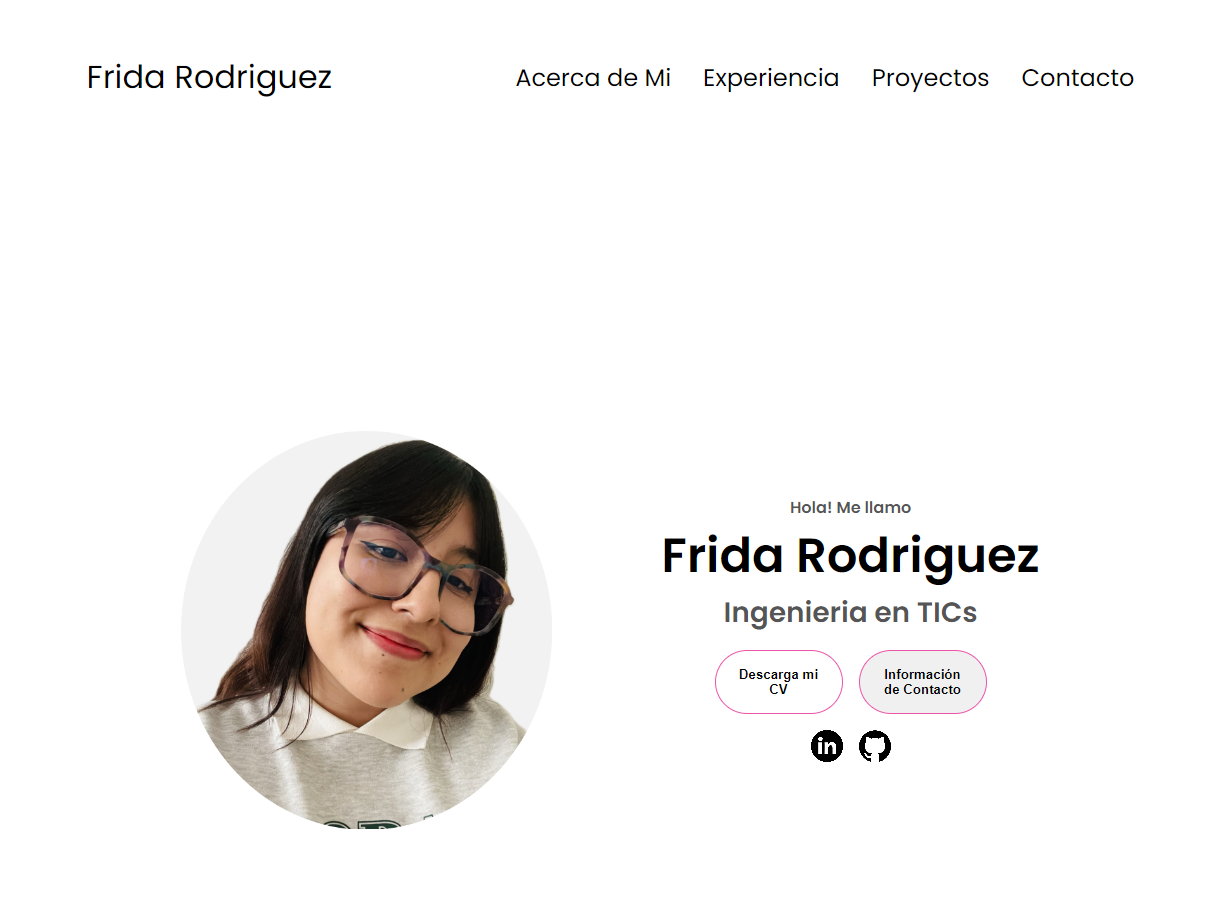 Frida Rodriguez
Acerca de Mi
Experiencia
Proyectos
Contacto
Hola! Me llamo
Frida Rodriguez
Ingenieria en TICs
Descarga mi
CV
Información
de Contacto
in